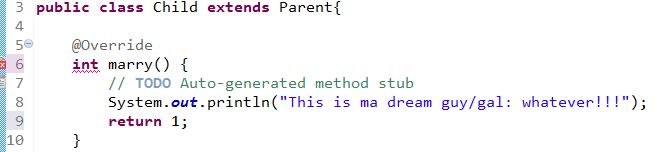 3 public class Child extends Parent{
4
5 @Override
6 int marry() {
7 // TODO Auto-generated method stub
8 System.out.println("This is ma dream guy/gal: whatever!!!");
9 return 1;
10 }